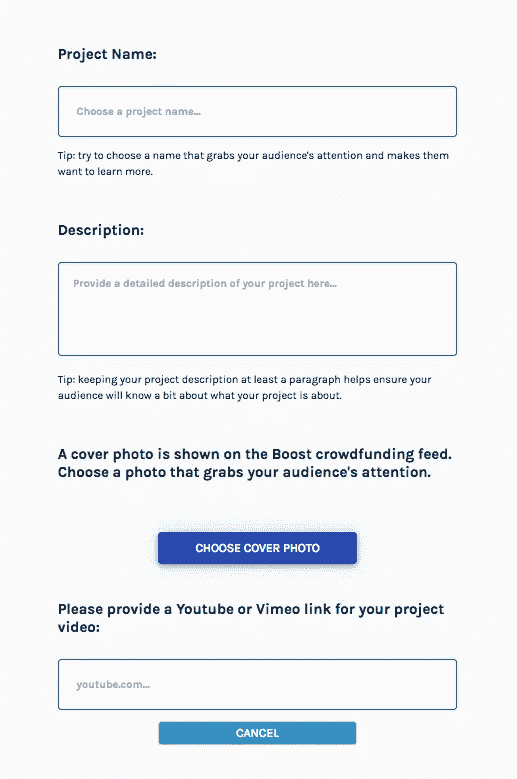 Project Name:
Choose a project name...
Tip: try to choose a name that grabs your audience's attention and makes them
want to learn more.
Description:
Provide a detailed description of your project here...
Tip: keeping your project description at least a paragraph helps ensure your
audience will know a bit about what your project is about.
A cover photo is shown on the Boost crowdfunding feed.
Choose a photo that grabs your audience's attention.
CHOOSE COVER PHOTO
Please provide a Youtube or Vimeo link for your project
video:
youtube.com...
CANCEL